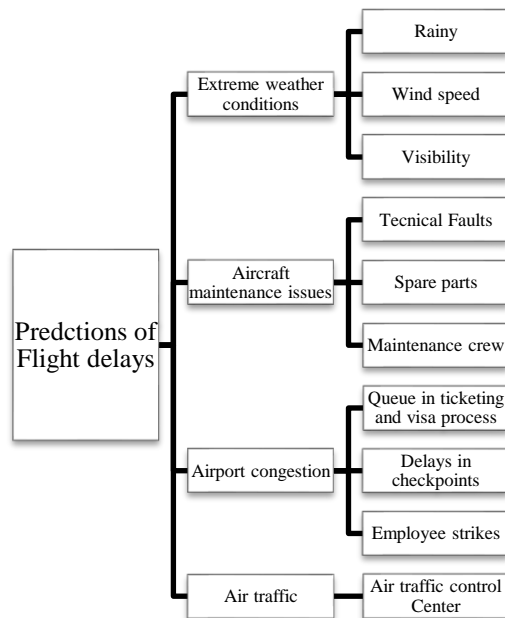 Predctions of
Flight delays
Extreme weather
conditions
Rainy
Wind speed
Visibility
Aircraft
maintenance issues
Tecnical Faults
Spare parts
Maintenance crew
Airport congestion
Queue in ticketing
and visa process
Delays in
checkpoints
Employee strikes
Air traffic
Air traffic control
Center